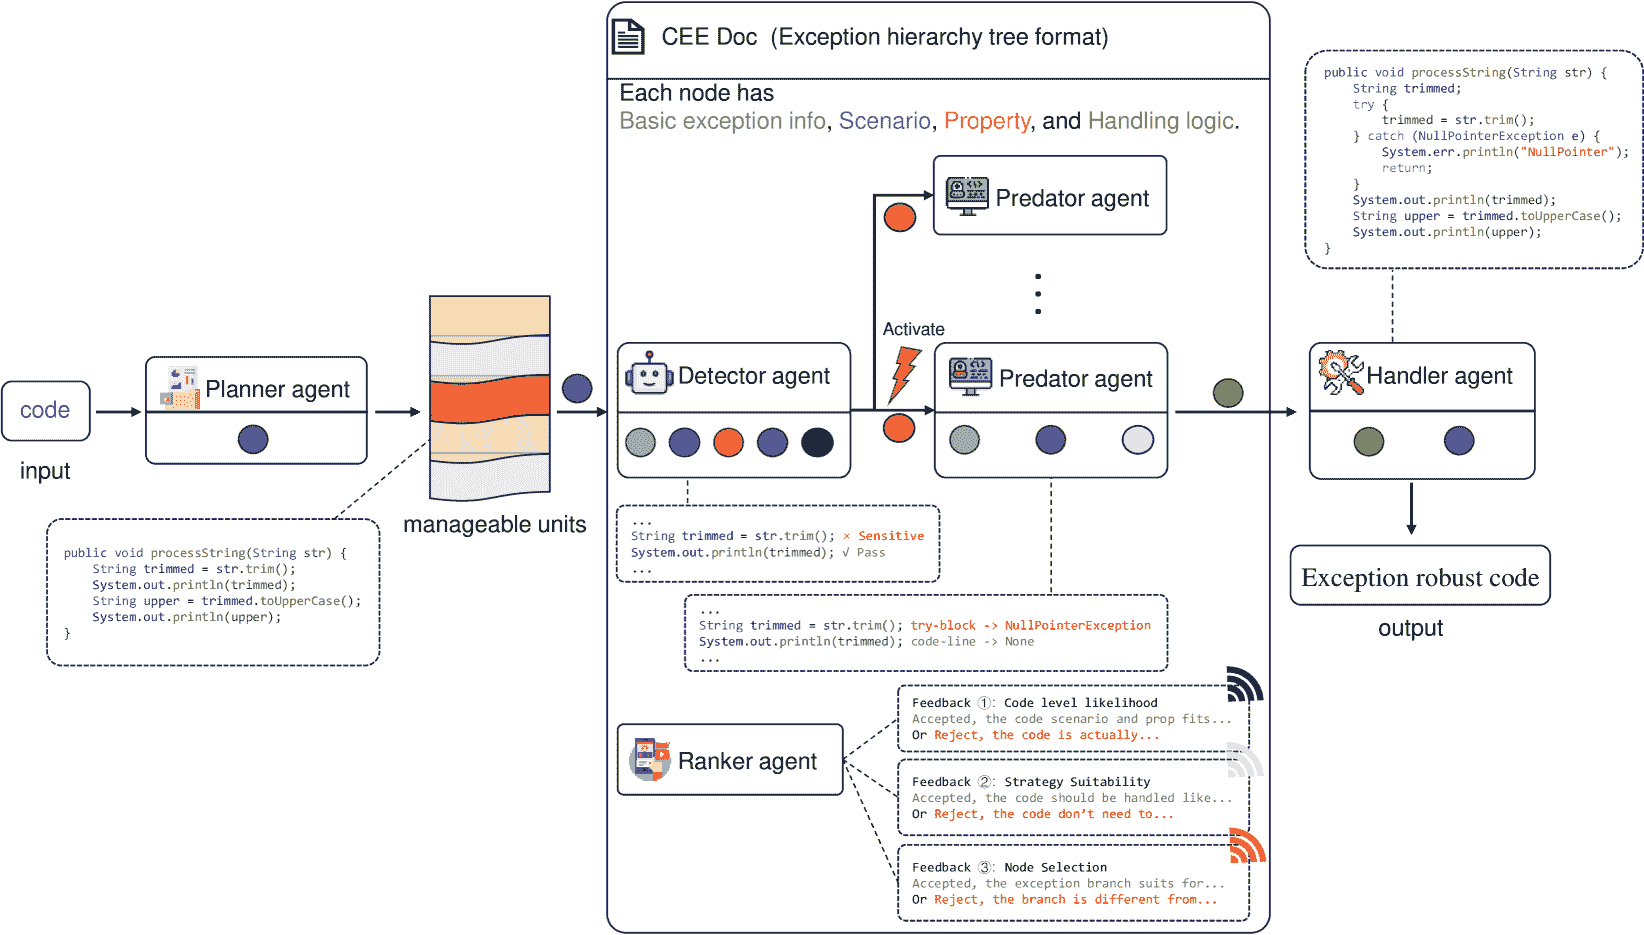 CEE Doc (Exception hierarchy tree format)
Each node has
Basic exception info, Scenario, Property, and Handling logic.
code
input
Planner agent
manageable units
public void processString(String str) {
String trimmed = str.trim();
System.out.println(trimmed);
String upper = trimmed.toUpperCase();
System.out.println(upper);
}
Detector agent
Activate
Predator agent
Predator agent
...
String trimmed = str.trim(); × Sensitive
System.out.println(trimmed); √ Pass
...
...
String trimmed = str.trim(); try-block -> NullPointerException
System.out.println(trimmed); code-line -> None
...
Ranker agent
Feedback ①: Code level likelihood
Accepted, the code scenario and prop fits...
Or Reject, the code is actually...
Feedback ②: Strategy Suitability
Accepted, the code should be handled like...
Or Reject, the code don't need to...
Feedback ③: Node Selection
Accepted, the exception branch suits for...
Or Reject, the branch is different from...
public void processString(String str) {
String trimmed;
try {
trimmed = str.trim();
} catch (NullPointerException e) {
System.err.println("NullPointer");
return;
}
System.out.println(trimmed);
String upper = trimmed.toUpperCase();
System.out.println(upper);
}
Handler agent
Exception robust code
output